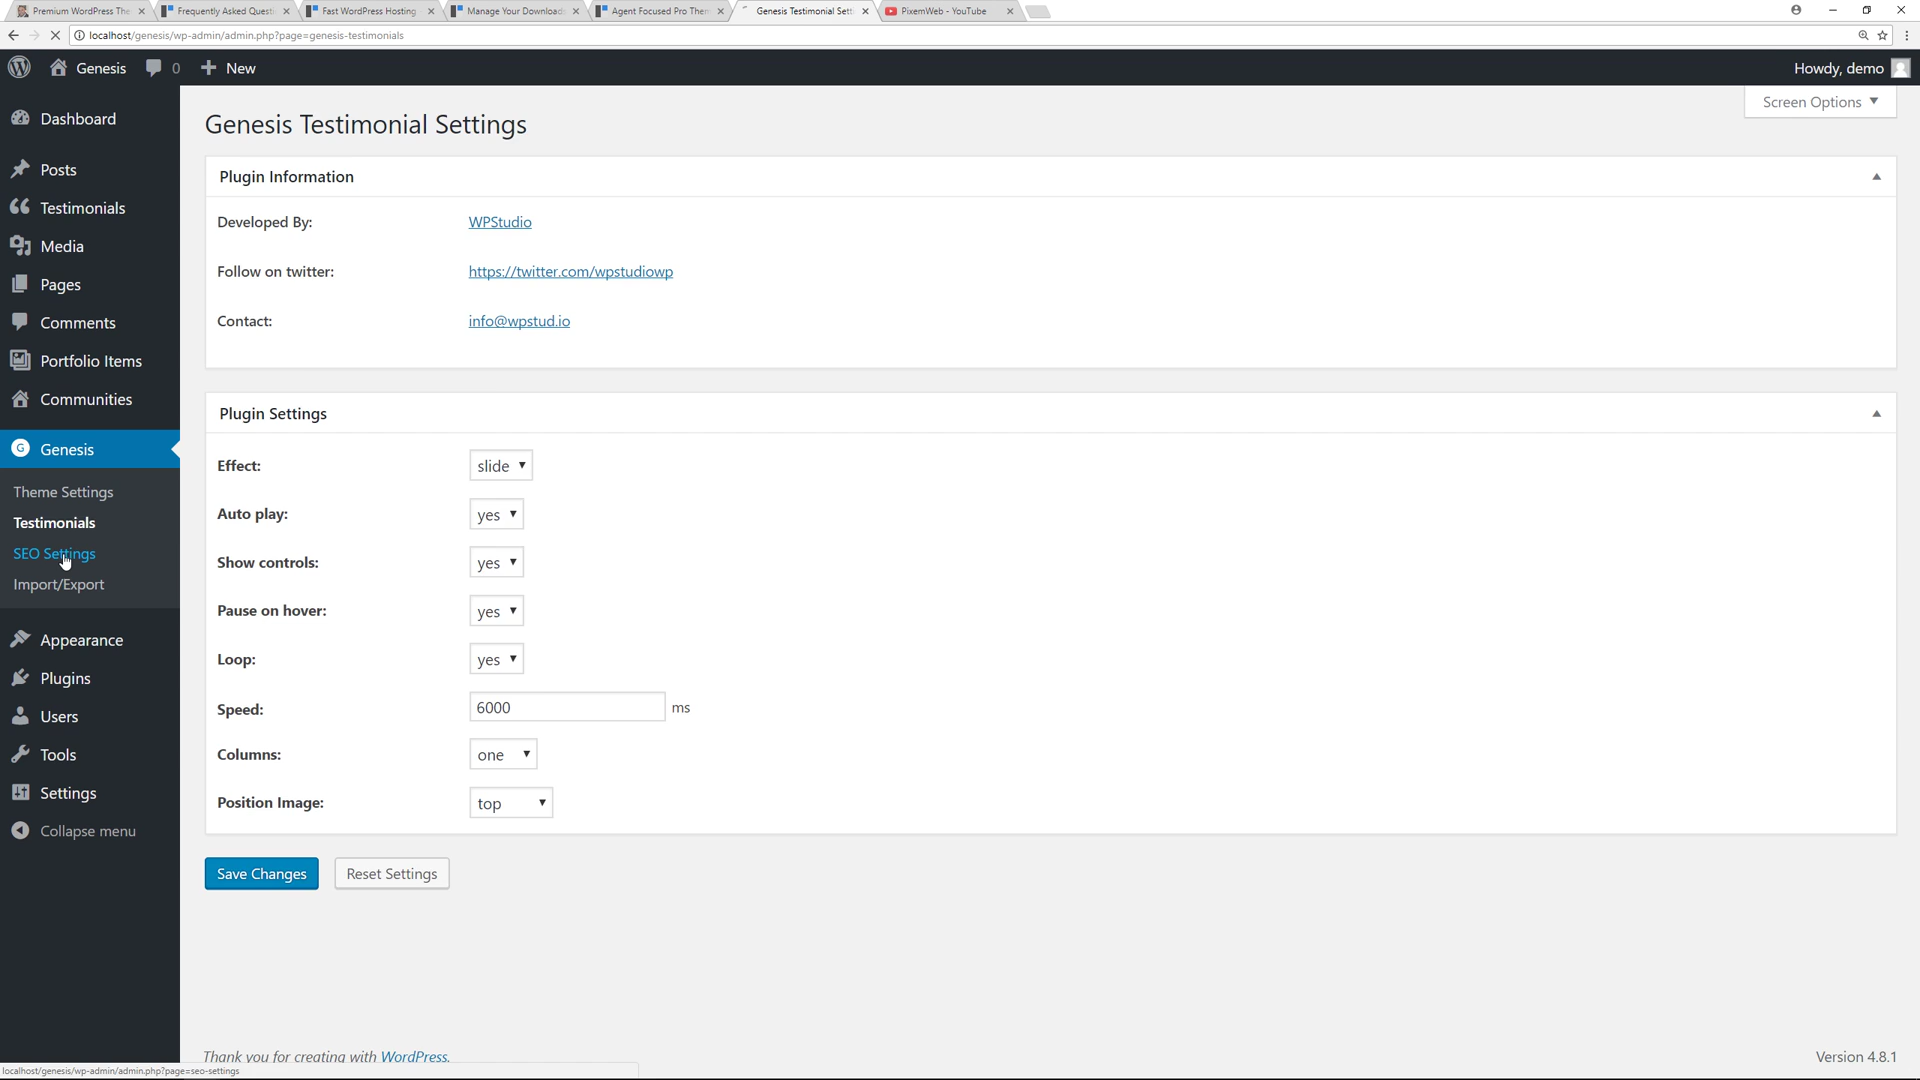 Premium WordPress The
Frequently Asked Questi
Fast WordPress Hosting
Manage Your Download
Agent Focused Pro Them
Genesis Testimonial Sett
PixemWeb - YouTube
localhost/genesis/wp-admin/admin.php?page=genesis-testimonials
Genesis
0
New
Howdy, demo
Screen Options
Dashboard
Posts
Testimonials
Media
Pages
Comments
Portfolio Items
Communities
Genesis
Theme Settings
Testimonials
SEO Settings
Import/Export
Appearance
Plugins
Users
Tools
Settings
Collapse menu
Genesis Testimonial Settings
Plugin Information
Developed By: WPStudio
Follow on twitter: https://twitter.com/wpstudiowp
Contact: info@wpstud.io
Plugin Settings
Effect: slide
Auto play: yes
Show controls: yes
Pause on hover: yes
Loop: yes
Speed: 6000 ms
Columns: one
Position Image: top
Save Changes
Reset Settings
Thank you for creating with WordPress.
Version 4.8.1
localhost/genesis/wp-admin/admin.php?page=seo-settings